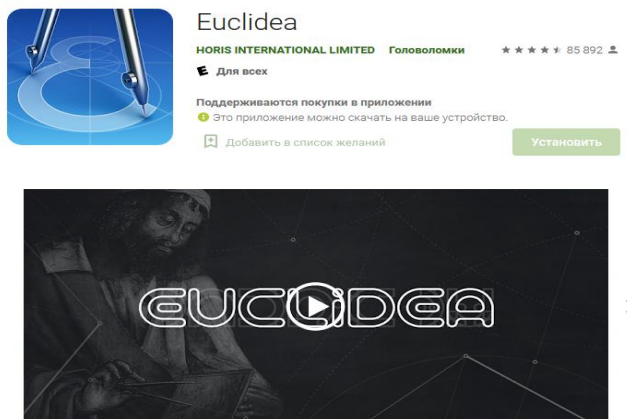 Euclidea
HORIS INTERNATIONAL LIMITED Головоломки 85 892
E Для всех
Поддерживаются покупки в приложении
Это приложение можно скачать на ваше устройство.
Добавить в список желаний Установить
EUCLIDEA